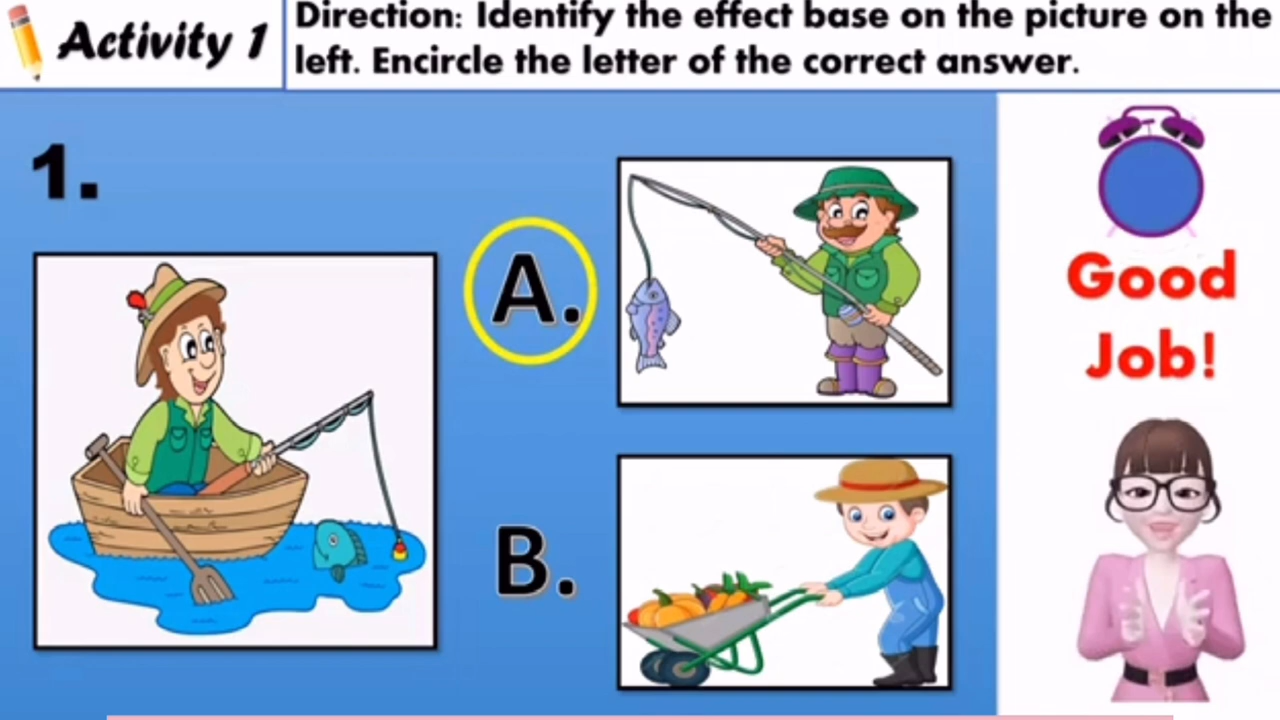 Activity 1
Direction: Identify the effect base on the picture on the
left. Encircle the letter of the correct answer.
1.
A.
B.
Good
Job!